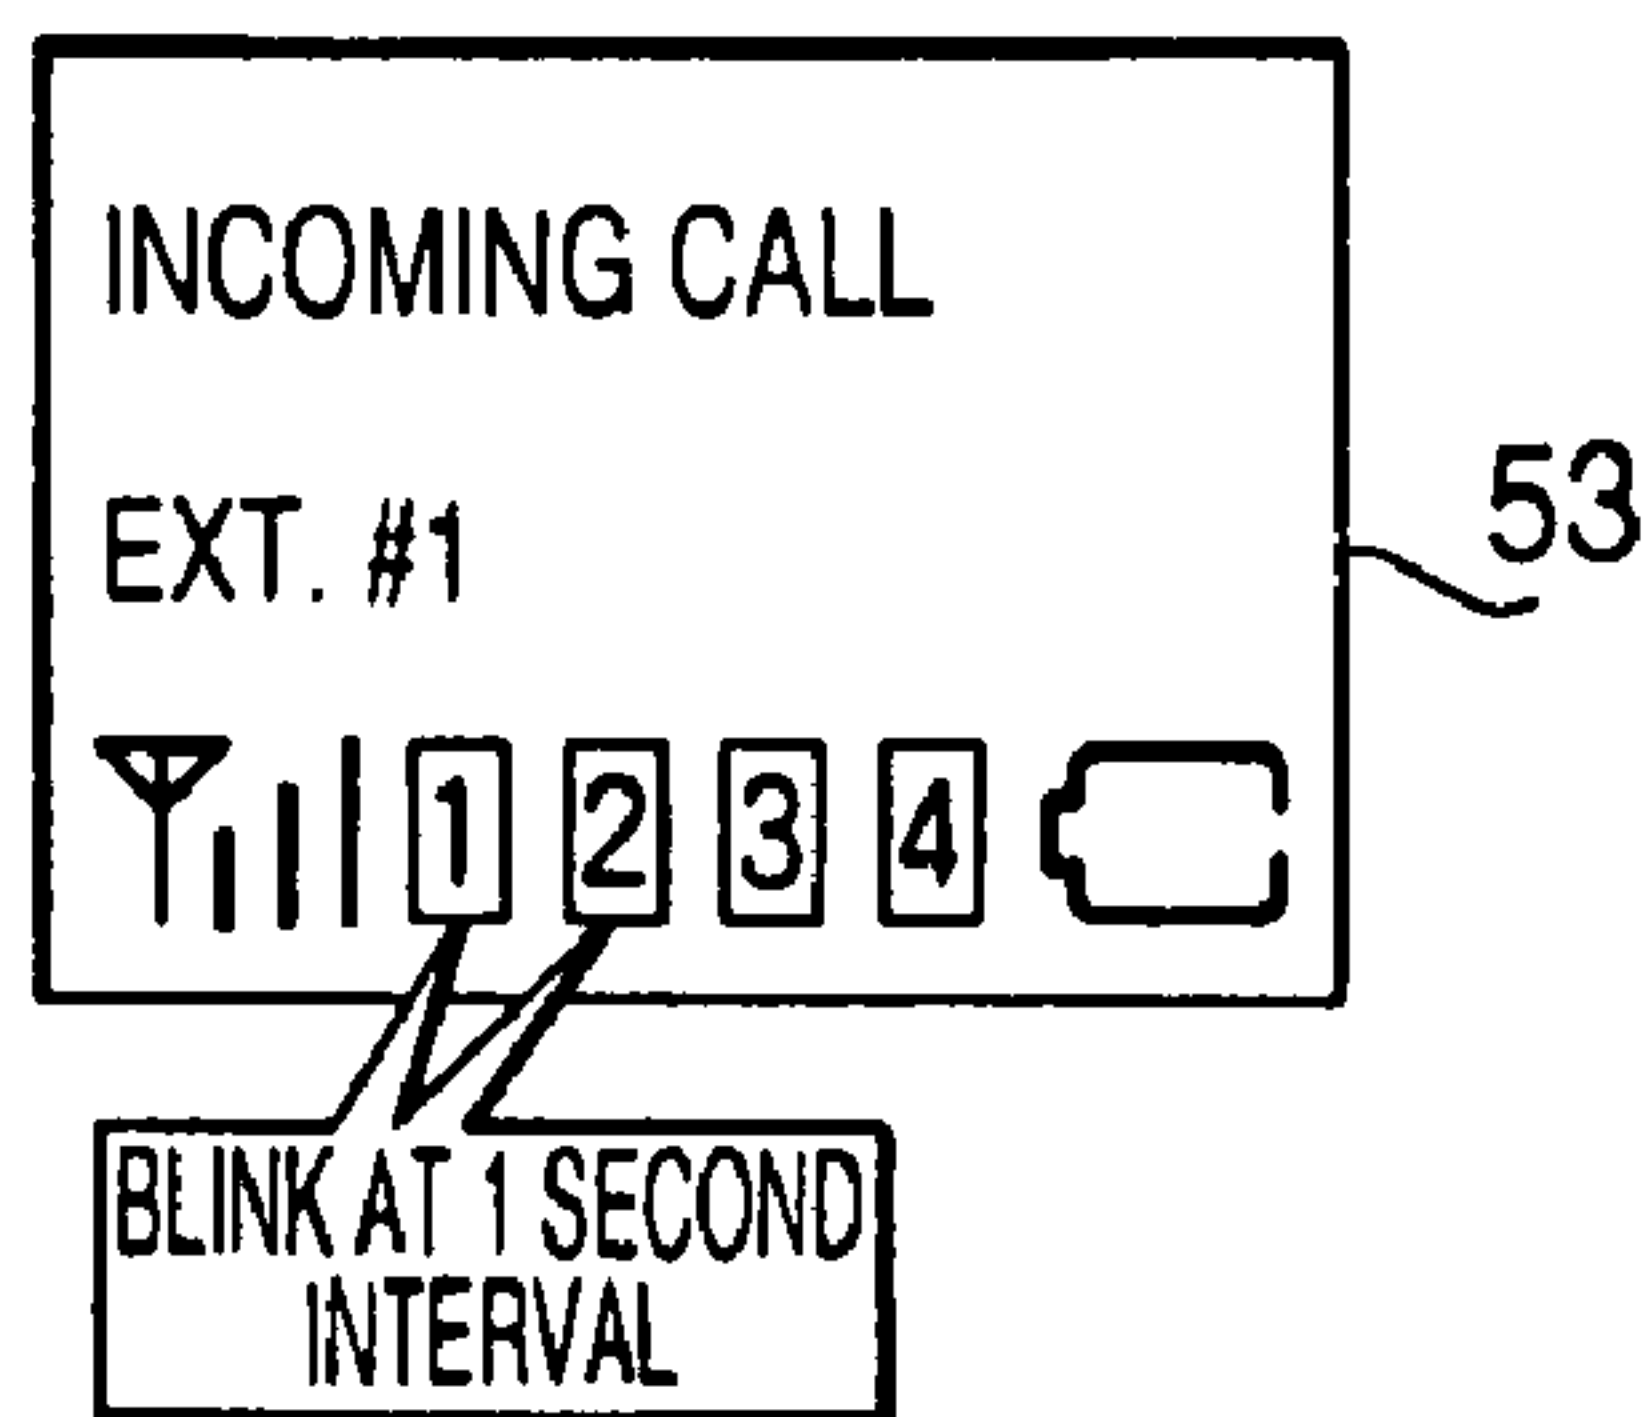 INCOMING CALL
EXT. #1
1 2 3 4
53
BLINK AT 1 SECOND
INTERVAL